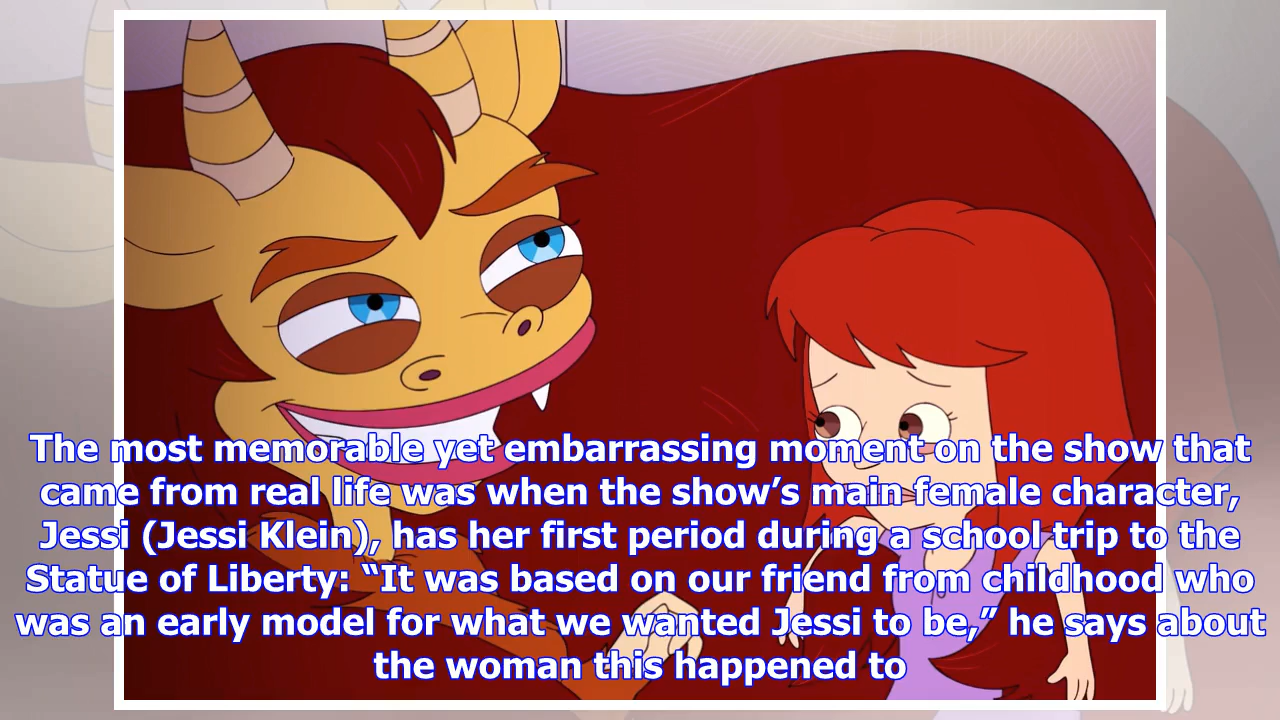 The most memorable yet embarrassing moment on the show that
came from real life was when the show’s main female character,
Jessi (Jessi Klein), has her first period during a school trip to the
Statue of Liberty: “It was based on our friend from childhood who
was an early model for what we wanted Jessi to be,” he says about
the woman this happened to